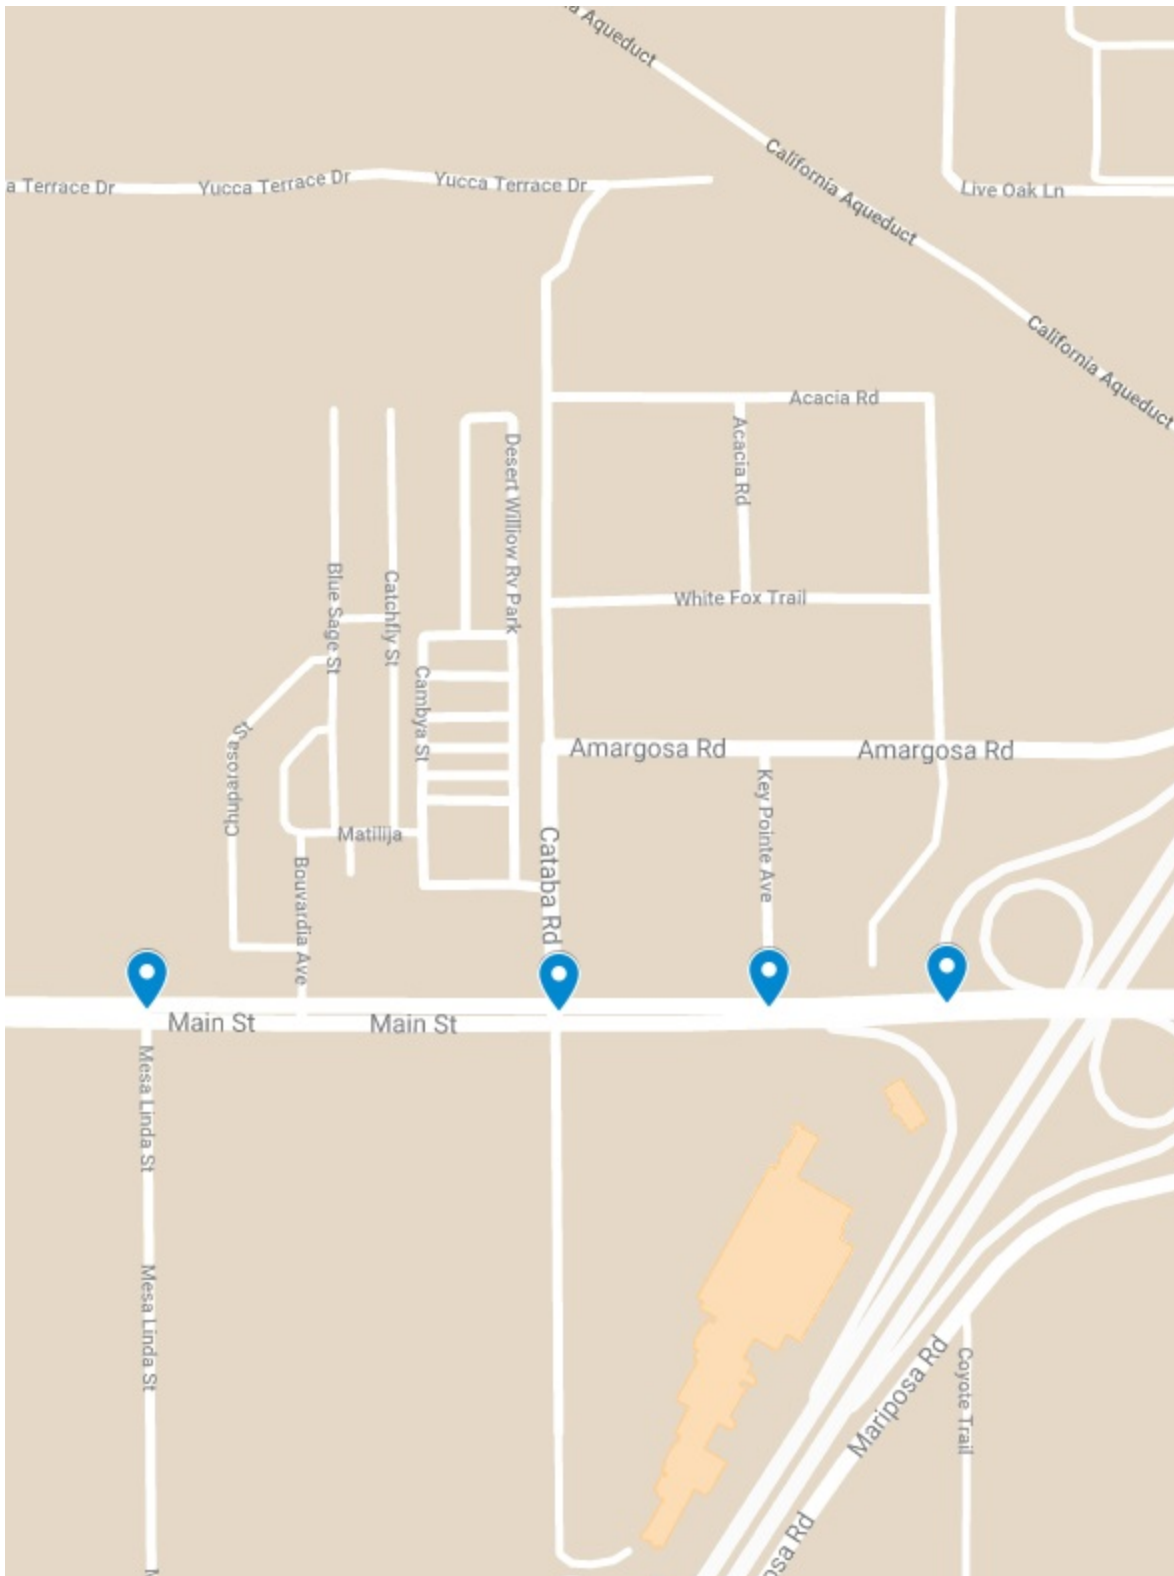 a Aqueduct
California Aqueduct
a Terrace Dr
Yucca Terrace Dr
Yucca Terrace Dr
Live Oak Ln
California Aqueduct
Acacia Rd
Acacia Rd
Desert Williow Rv Park
Blue Sage St
Catchfly St
White Fox Trail
Cambya St
Chuparosa St
Amargosa Rd
Amargosa Rd
Key Pointe Ave
Matilija
Cataba Rd
Bouvardia Ave
Main St
Main St
Mesa Linda St
Mesa Linda St
Mariposa Rd
Coyote Trail
osa Rd